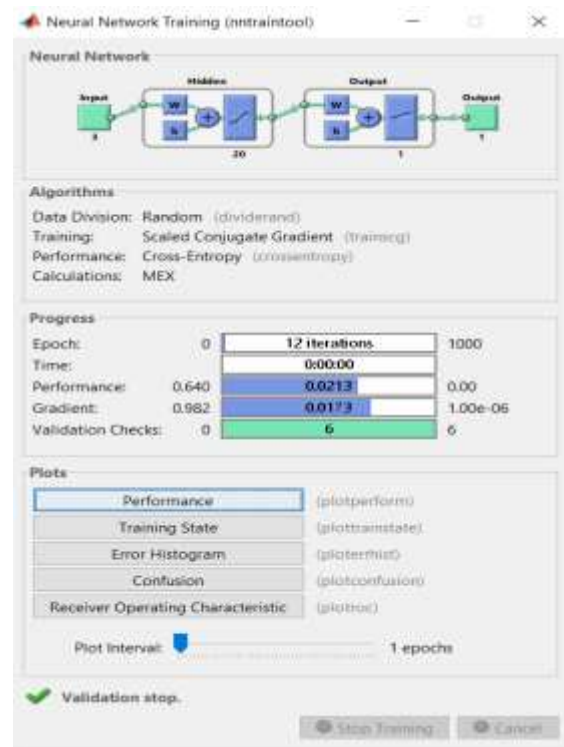 Neural Network Training (nntraintool)
Neural Network
Hidden
Output
Input
Output
W
W
b
b
3
20
1
1
Algorithms
Data Division: Random (dividerand)
Training: Scaled Conjugate Gradient (trainscg)
Performance: Cross-Entropy (crossentropy)
Calculations: MEX
Progress
Epoch: 0 12 iterations 1000
Time: 0:00:00
Performance: 0.640 0.0213 0.00
Gradient: 0.982 0.0173 1.00e-06
Validation Checks: 0 6 6
Plots
Performance (plotperform)
Training State (plottrainstate)
Error Histogram (ploterrhist)
Confusion (plotconfusion)
Receiver Operating Characteristic (plotroc)
Plot Interval: 1 epochs
Validation stop.
Stop Training Cancel